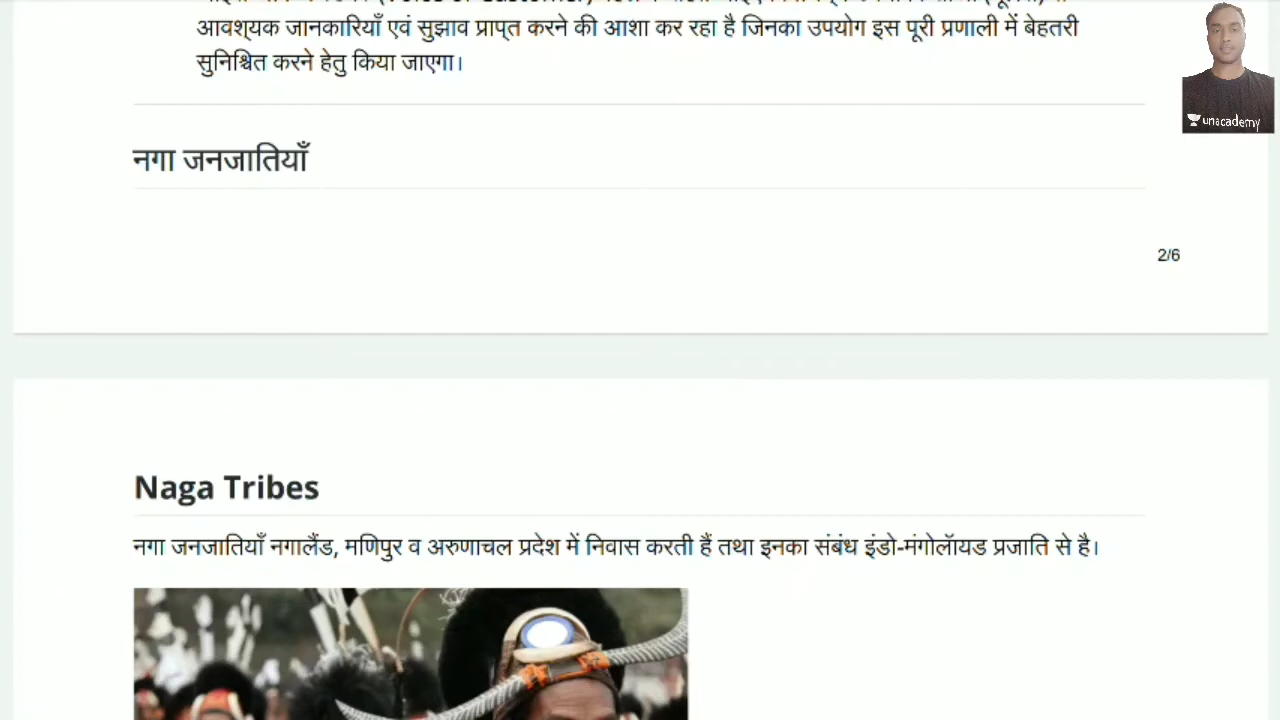 आवश्यक जानकारियाँ एवं सुझाव प्राप्त करने की आशा कर रहा है जिनका उपयोग इस पूरी प्रणाली में बेहतरी
सुनिश्चित करने हेतु किया जाएगा।
unacademy
नगा जनजातियाँ
2/6
Naga Tribes
नगा जनजातियाँ नगालैंड, मणिपुर व अरुणाचल प्रदेश में निवास करती हैं तथा इनका संबंध इंडो-मंगोलॉयड प्रजाति से है।